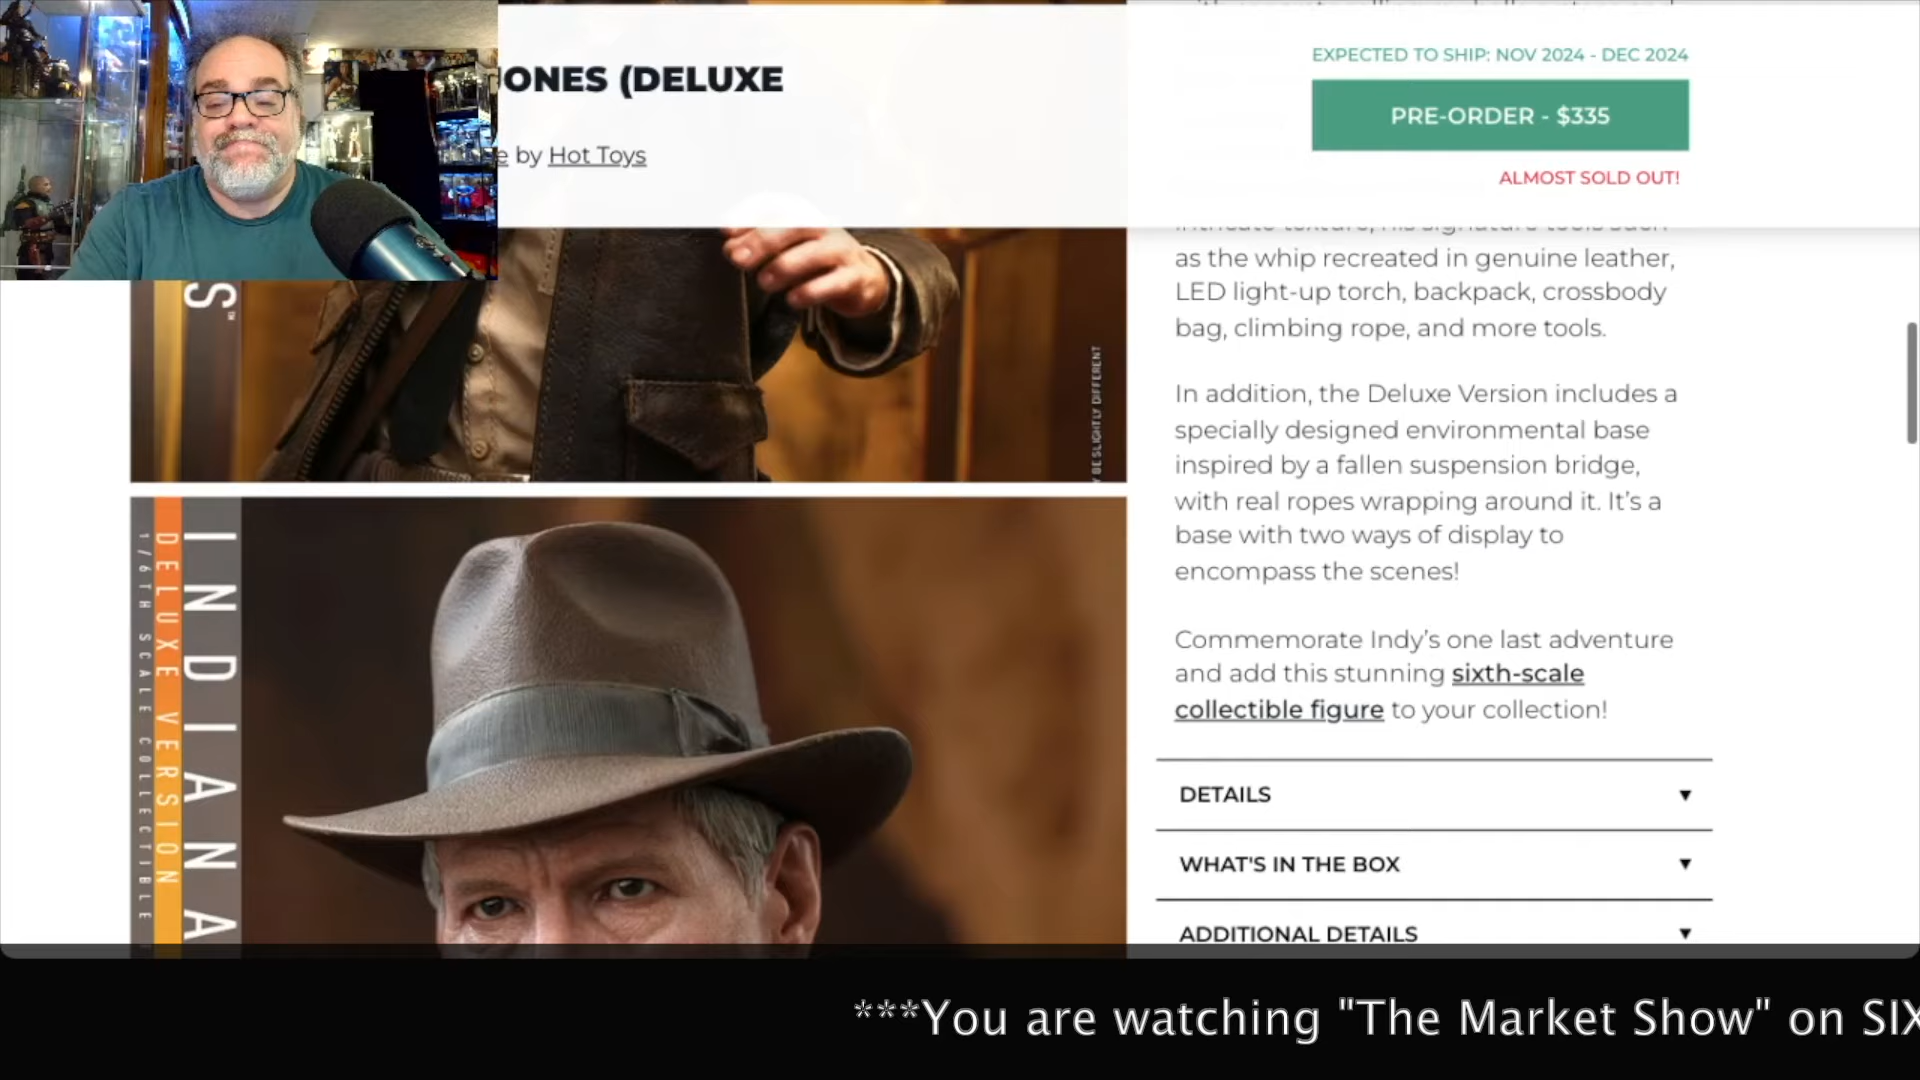 ONES (DELUXE
e by Hot Toys
EXPECTED TO SHIP: NOV 2024 - DEC 2024
PRE-ORDER - $335
ALMOST SOLD OUT!
S
TM
Y BE SLIGHTLY DIFFERENT
intricate texture, his signature tools such
as the whip recreated in genuine leather,
LED light-up torch, backpack, crossbody
bag, climbing rope, and more tools.
In addition, the Deluxe Version includes a
specially designed environmental base
inspired by a fallen suspension bridge,
with real ropes wrapping around it. It’s a
base with two ways of display to
encompass the scenes!
Commemorate Indy’s one last adventure
and add this stunning sixth-scale
collectible figure to your collection!
INDIANA
DELUXE VERSION
1/6TH SCALE COLLECTIBLE
DETAILS
WHAT'S IN THE BOX
ADDITIONAL DETAILS
***You are watching "The Market Show" on SIX